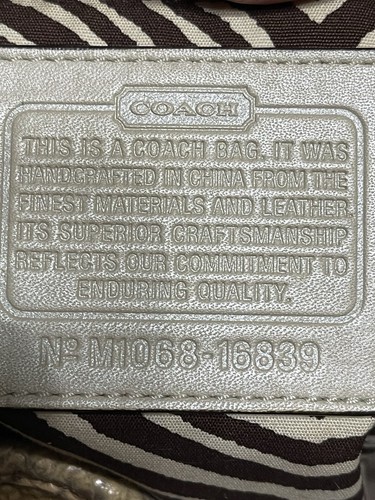 COACH
THIS IS A COACH BAG. IT WAS
HANDCRAFTED IN CHINA FROM THE
FINEST MATERIALS AND LEATHER.
ITS SUPERIOR CRAFTSMANSHIP
REFLECTS OUR COMMITMENT TO
ENDURING QUALITY.
Nº M1068-16839